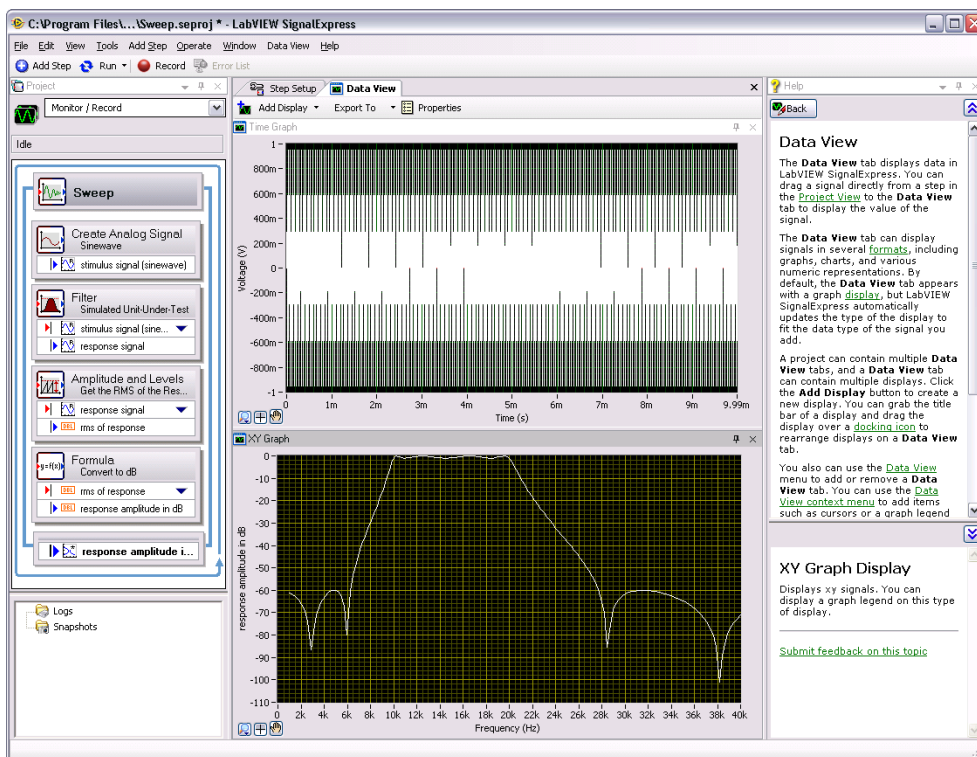 C:\Program Files\...\Sweep.seproj * - LabVIEW SignalExpress
File Edit View Tools Add Step Operate Window Data View Help
Add Step Run Record Error List
Project
Monitor / Record
Idle
Sweep
Create Analog Signal
Sinewave
stimulus signal (sinewave)
Filter
Simulated Unit-Under-Test
stimulus signal (sine...
response signal
Amplitude and Levels
Get the RMS of the Res...
response signal
DBL rms of response
y=f(x)
Formula
Convert to dB
DBL rms of response
DBL response amplitude in dB
response amplitude i...
Logs
Snapshots
Step Setup Data View
Add Display Export To Properties
Time Graph
Voltage (V)
1
800m
600m
400m
200m
0
-200m
-400m
-600m
-800m
-1
0 1m 2m 3m 4m 5m 6m 7m 8m 9.99m
Time (s)
XY Graph
response amplitude in dB
0
-10
-20
-30
-40
-50
-60
-70
-80
-90
-100
-110
0 2k 4k 6k 8k 10k 12k 14k 16k 18k 20k 22k 24k 26k 28k 30k 32k 34k 36k 38k 40k
Frequency (Hz)
Help
Back
Data View
The Data View tab displays data in
LabVIEW SignalExpress. You can
drag a signal directly from a step in
the Project View to the Data View
tab to display the value of the
signal.
The Data View tab can display
signals in several formats, including
graphs, charts, and various
numeric representations. By
default, the Data View tab appears
with a graph display, but LabVIEW
SignalExpress automatically
updates the type of the display to
fit the data type of the signal you
add.
A project can contain multiple Data
View tabs, and a Data View tab
can contain multiple displays. Click
the Add Display button to create a
new display. You can grab the title
bar of a display and drag the
display over a docking icon to
rearrange displays on a Data View
tab.
You also can use the Data View
menu to add or remove a Data
View tab. You can use the Data
View context menu to add items
such as cursors or a graph legend
XY Graph Display
Displays xy signals. You can
display a graph legend on this type
of display.
Submit feedback on this topic